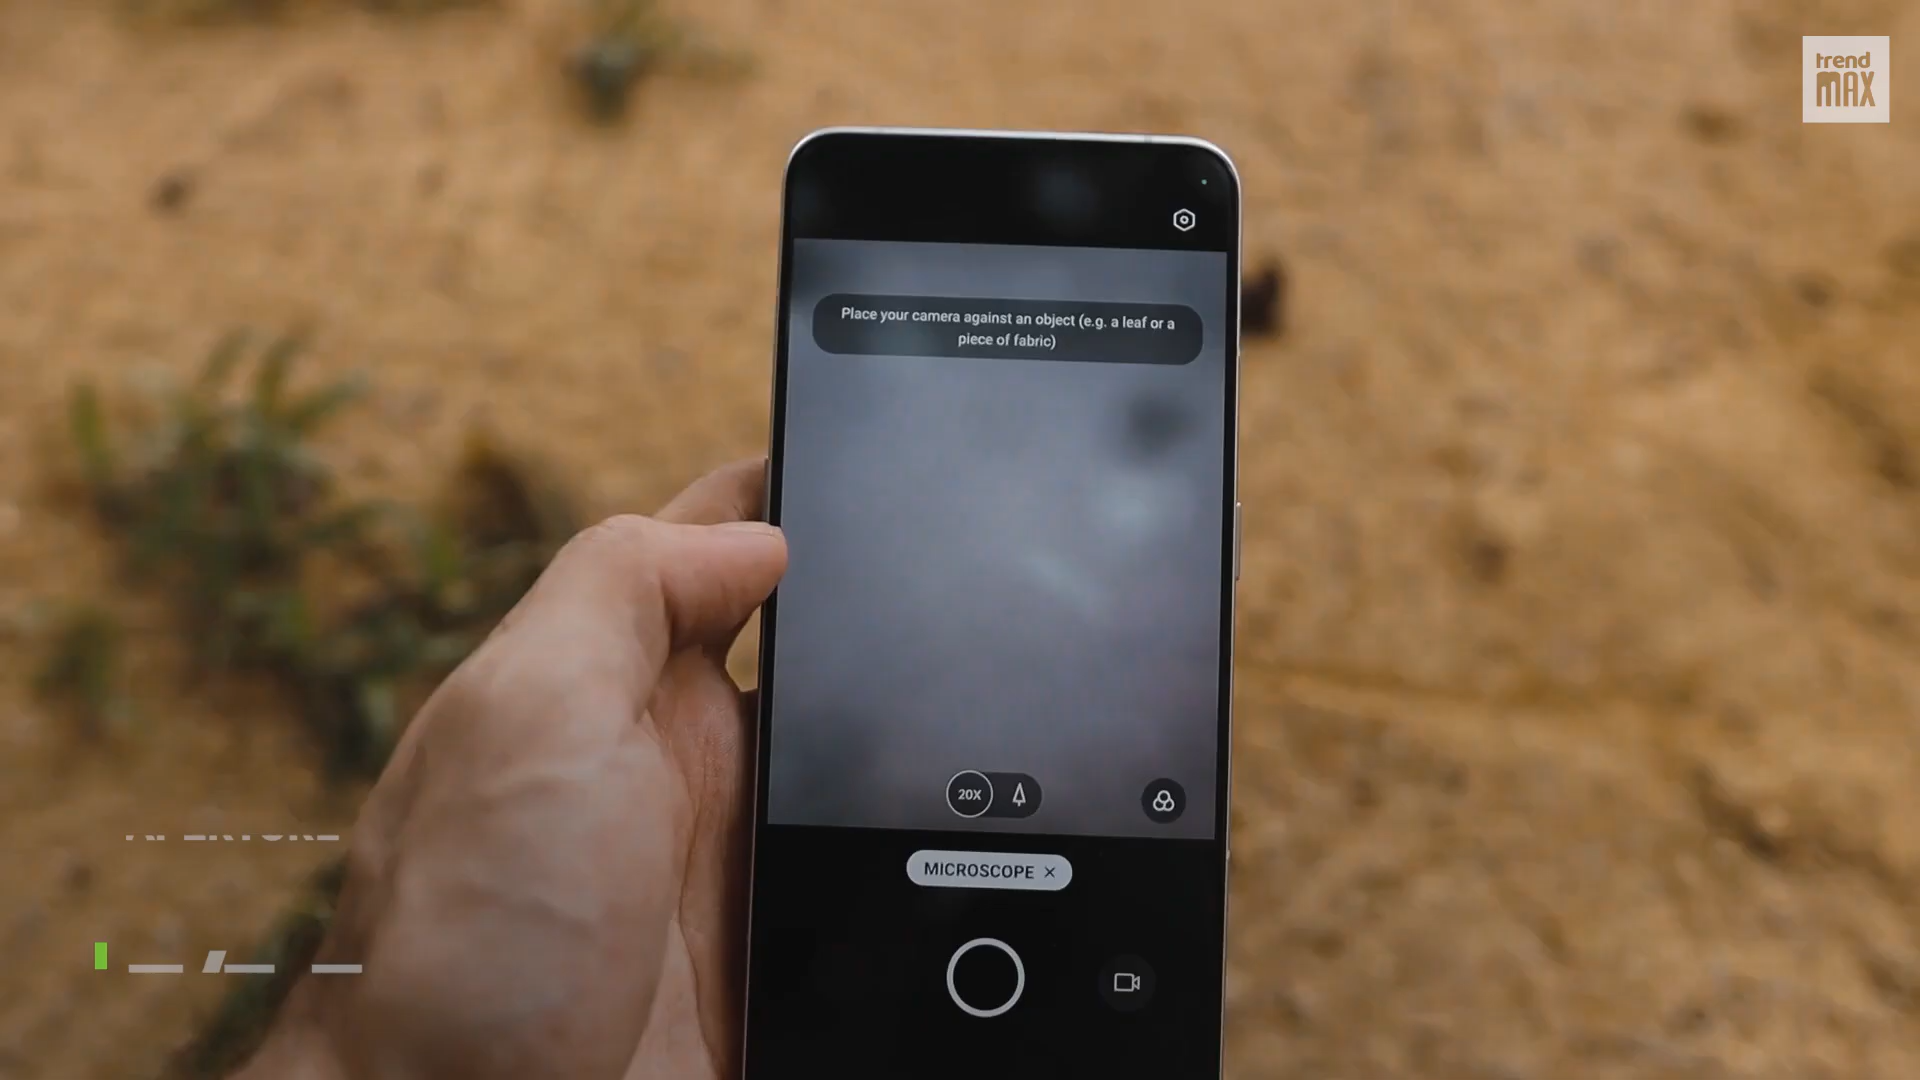 trend
MAX
Place your camera against an object (e.g. a leaf or a
piece of fabric)
20X
MICROSCOPE ×